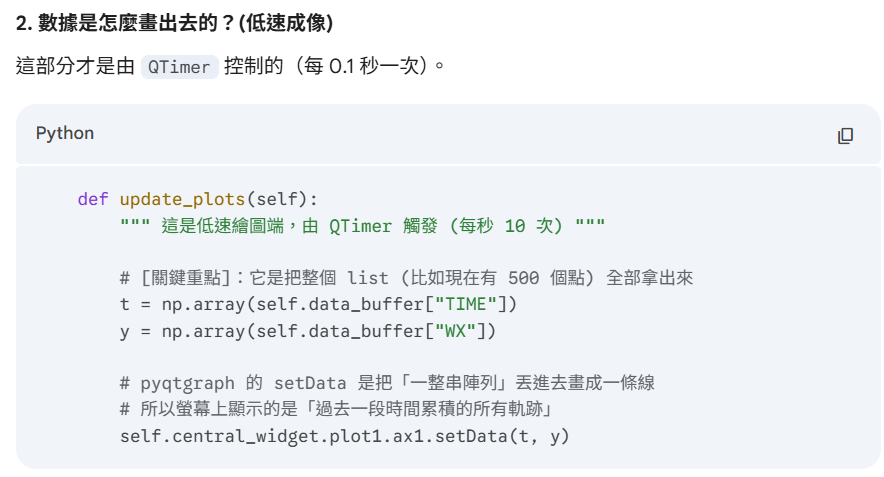 2. 數據是怎麼畫出去的？(低速成像)
這部分才是由 QTimer 控制的（每 0.1 秒一次）。
Python
def update_plots(self):
""" 這是低速繪圖端，由 QTimer 觸發 (每秒 10 次) """
# [關鍵重點]：它是把整個 list (比如現在有 500 個點) 全部拿出來
t = np.array(self.data_buffer["TIME"])
y = np.array(self.data_buffer["WX"])
# pyqtgraph 的 setData 是把「一整串陣列」丟進去畫成一條線
# 所以螢幕上顯示的是「過去一段時間累積的所有軌跡」
self.central_widget.plot1.ax1.setData(t, y)